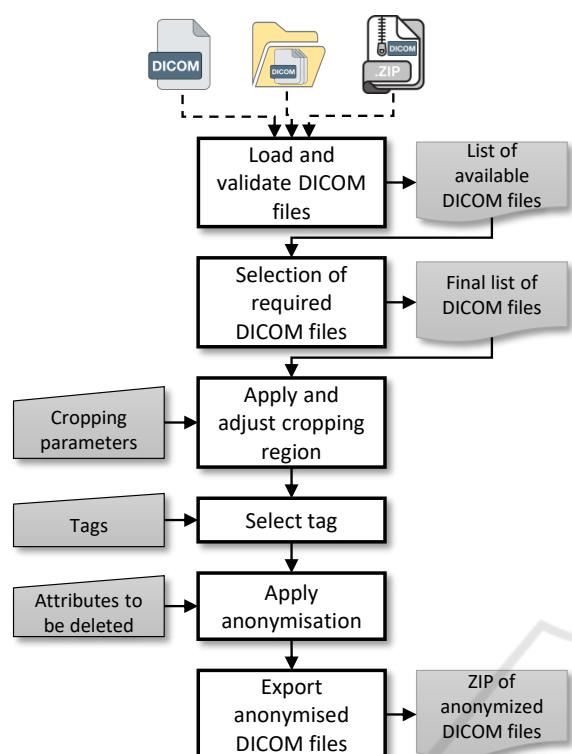 DICOM
DICOM
DICOM
.ZIP
Load and
validate DICOM
files
List of
available
DICOM files
Selection of
required
DICOM files
Final list of
DICOM files
Cropping
parameters
Apply and
adjust cropping
region
Tags
Select tag
Attributes to
be deleted
Apply
anonymisation
Export
anonymised
DICOM files
ZIP of
anonymized
DICOM files